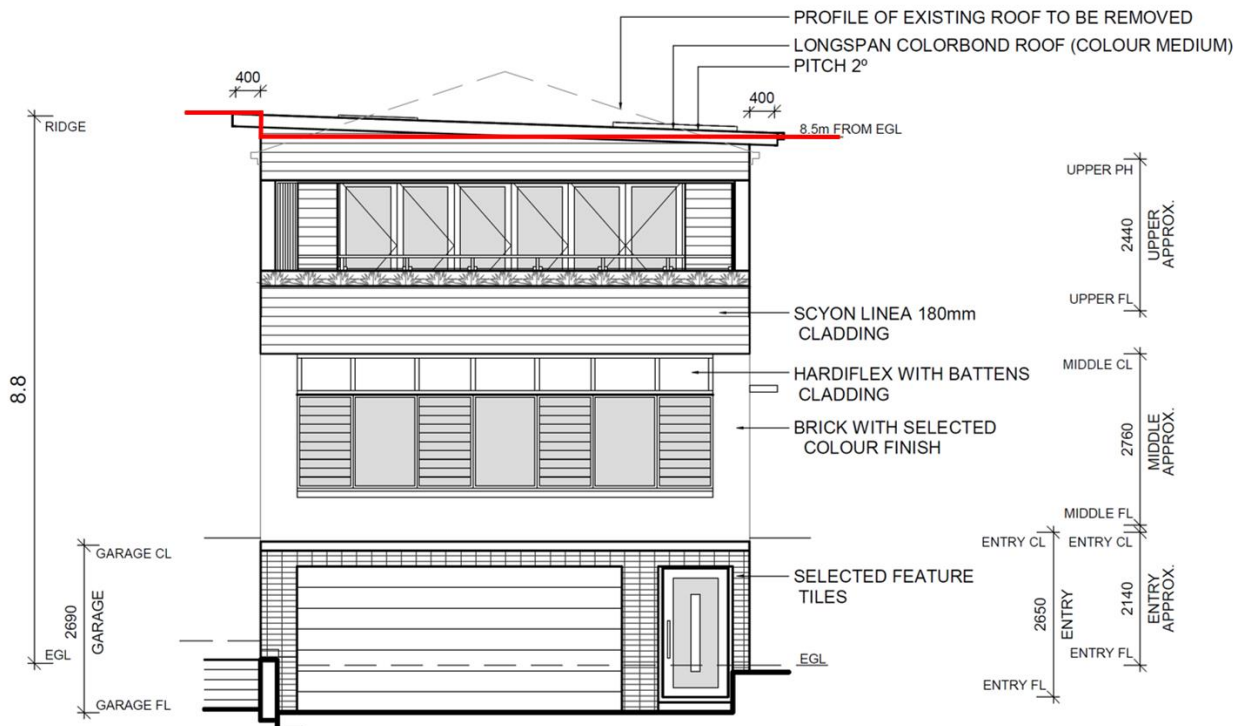 PROFILE OF EXISTING ROOF TO BE REMOVED
LONGSPAN COLORBOND ROOF (COLOUR MEDIUM)
PITCH 2º
400
400
RIDGE
8.5m FROM EGL
UPPER PH
2440
UPPER
APPROX.
UPPER FL
SCYON LINEA 180mm
CLADDING
MIDDLE CL
HARDIFLEX WITH BATTENS
CLADDING
8.8
BRICK WITH SELECTED
COLOUR FINISH
2760
MIDDLE
APPROX.
MIDDLE FL
GARAGE CL
ENTRY CL
ENTRY CL
SELECTED FEATURE
TILES
2690
GARAGE
2650
ENTRY
2140
ENTRY
APPROX.
EGL
EGL
ENTRY FL
ENTRY FL
GARAGE FL